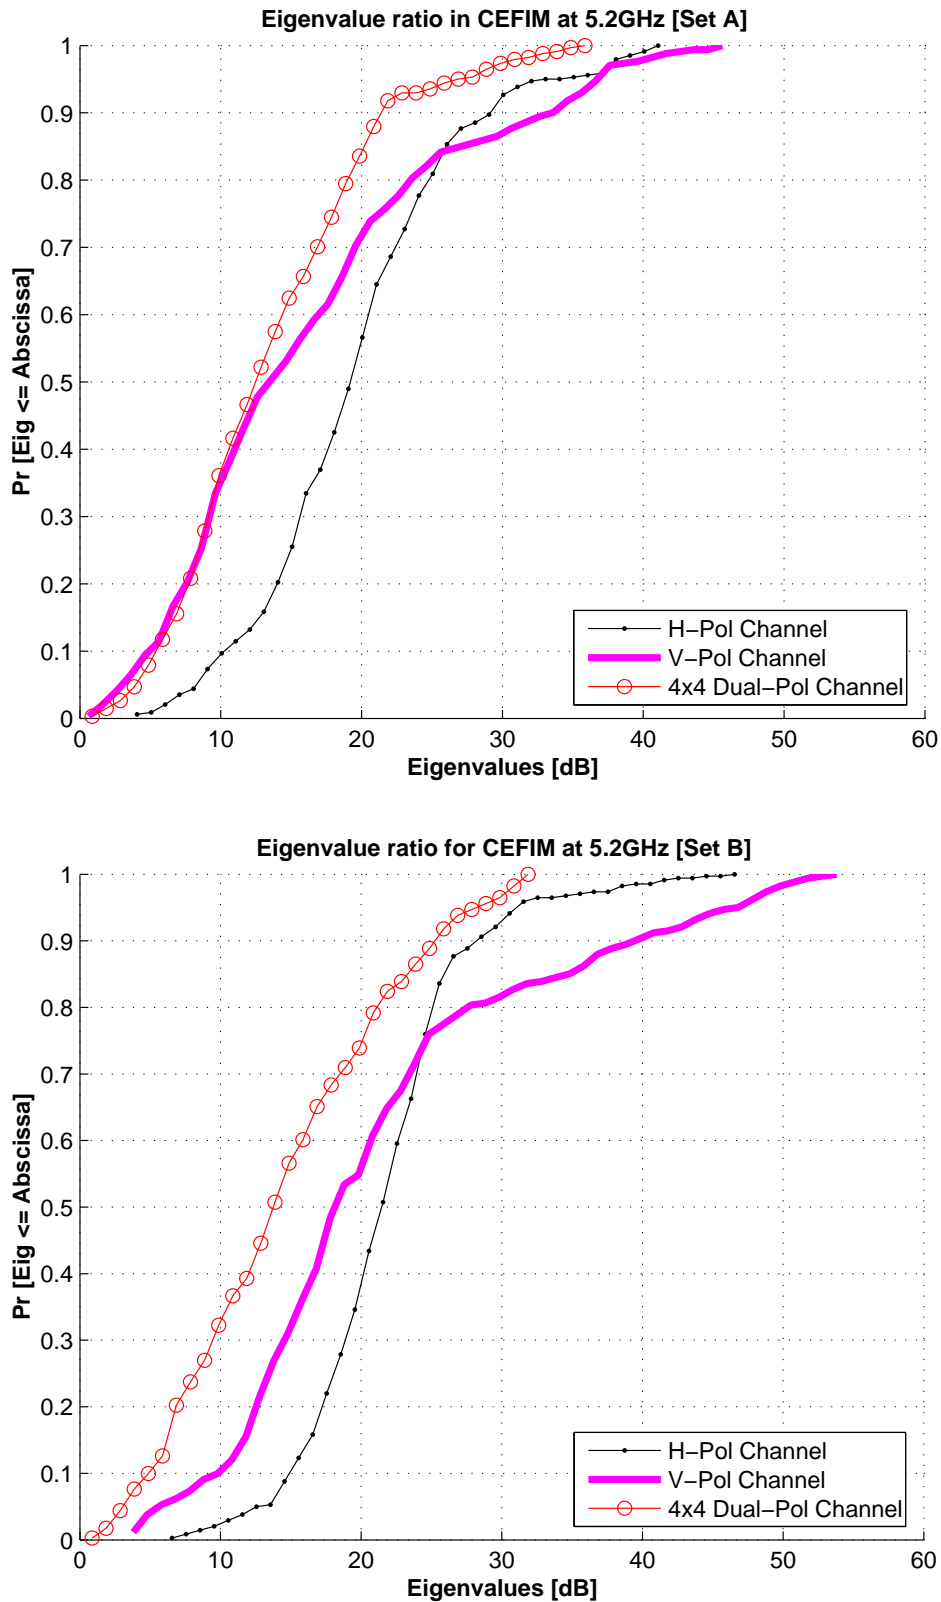 Eigenvalue ratio in CEFIM at 5.2GHz [Set A]
1
0.9
0.8
0.7
0.6
0.5
0.4
0.3
0.2
0.1
0
Pr [Eig <= Abscissa]
H-Pol Channel
V-Pol Channel
4x4 Dual-Pol Channel
0 10 20 30 40 50 60
Eigenvalues [dB]
Eigenvalue ratio for CEFIM at 5.2GHz [Set B]
1
0.9
0.8
0.7
0.6
0.5
0.4
0.3
0.2
0.1
0
Pr [Eig <= Abscissa]
H-Pol Channel
V-Pol Channel
4x4 Dual-Pol Channel
0 10 20 30 40 50 60
Eigenvalues [dB]